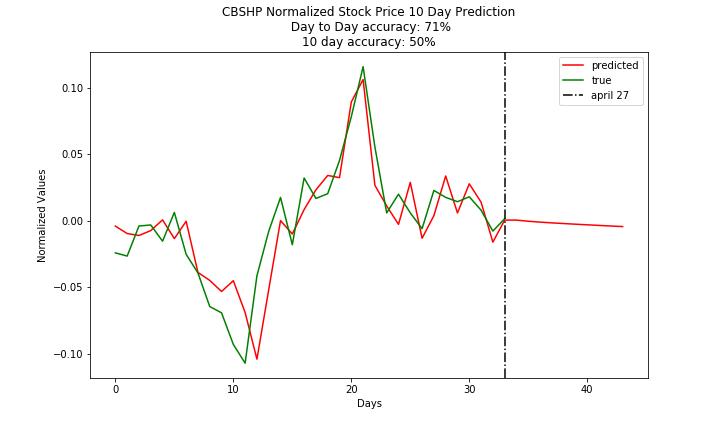 CBSHP Normalized Stock Price 10 Day Prediction
Day to Day accuracy: 71%
10 day accuracy: 50%
predicted
true
april 27
0.10
0.05
0.00
−0.05
−0.10
Normalized Values
0 10 20 30 40
Days